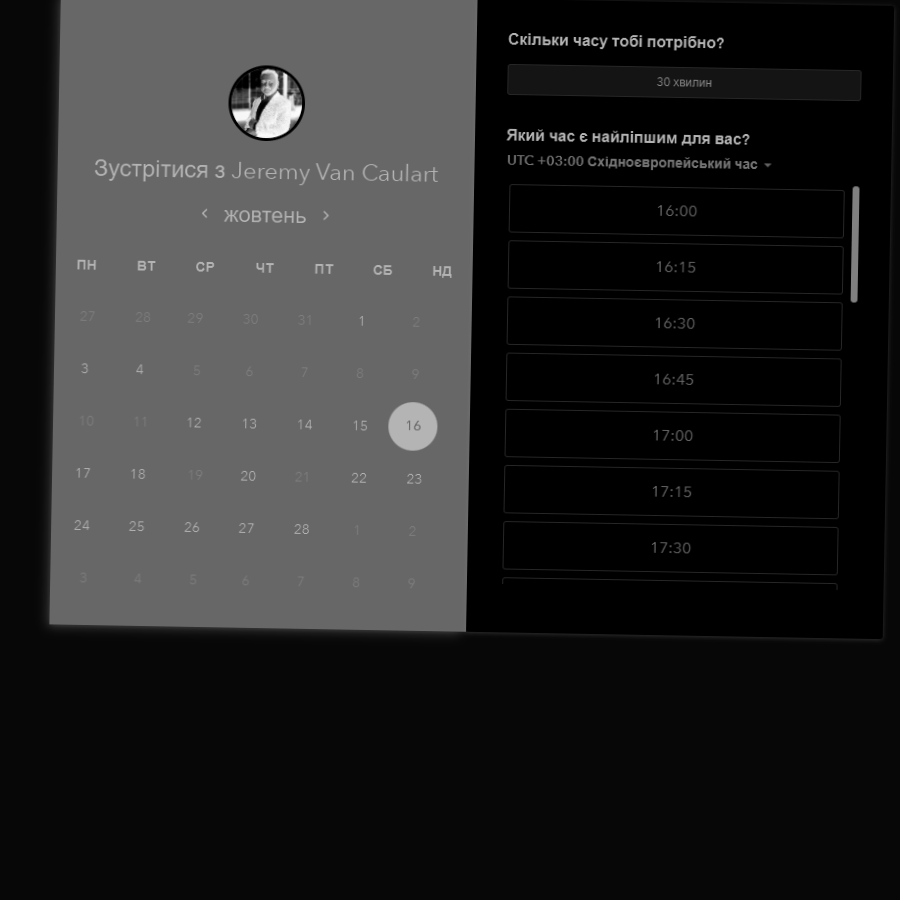 Зустрітися з Jeremy Van Caulart
жовтень
ПН ВТ СР ЧТ ПТ СБ НД
27 28 29 30 31 1 2
3 4 5 6 7 8 9
10 11 12 13 14 15 16
17 18 19 20 21 22 23
24 25 26 27 28 1 2
3 4 5 6 7 8 9
Скільки часу тобі потрібно?
30 хвилин
Який час є найліпшим для вас?
UTC +03:00 Східноєвропейський час
16:00
16:15
16:30
16:45
17:00
17:15
17:30